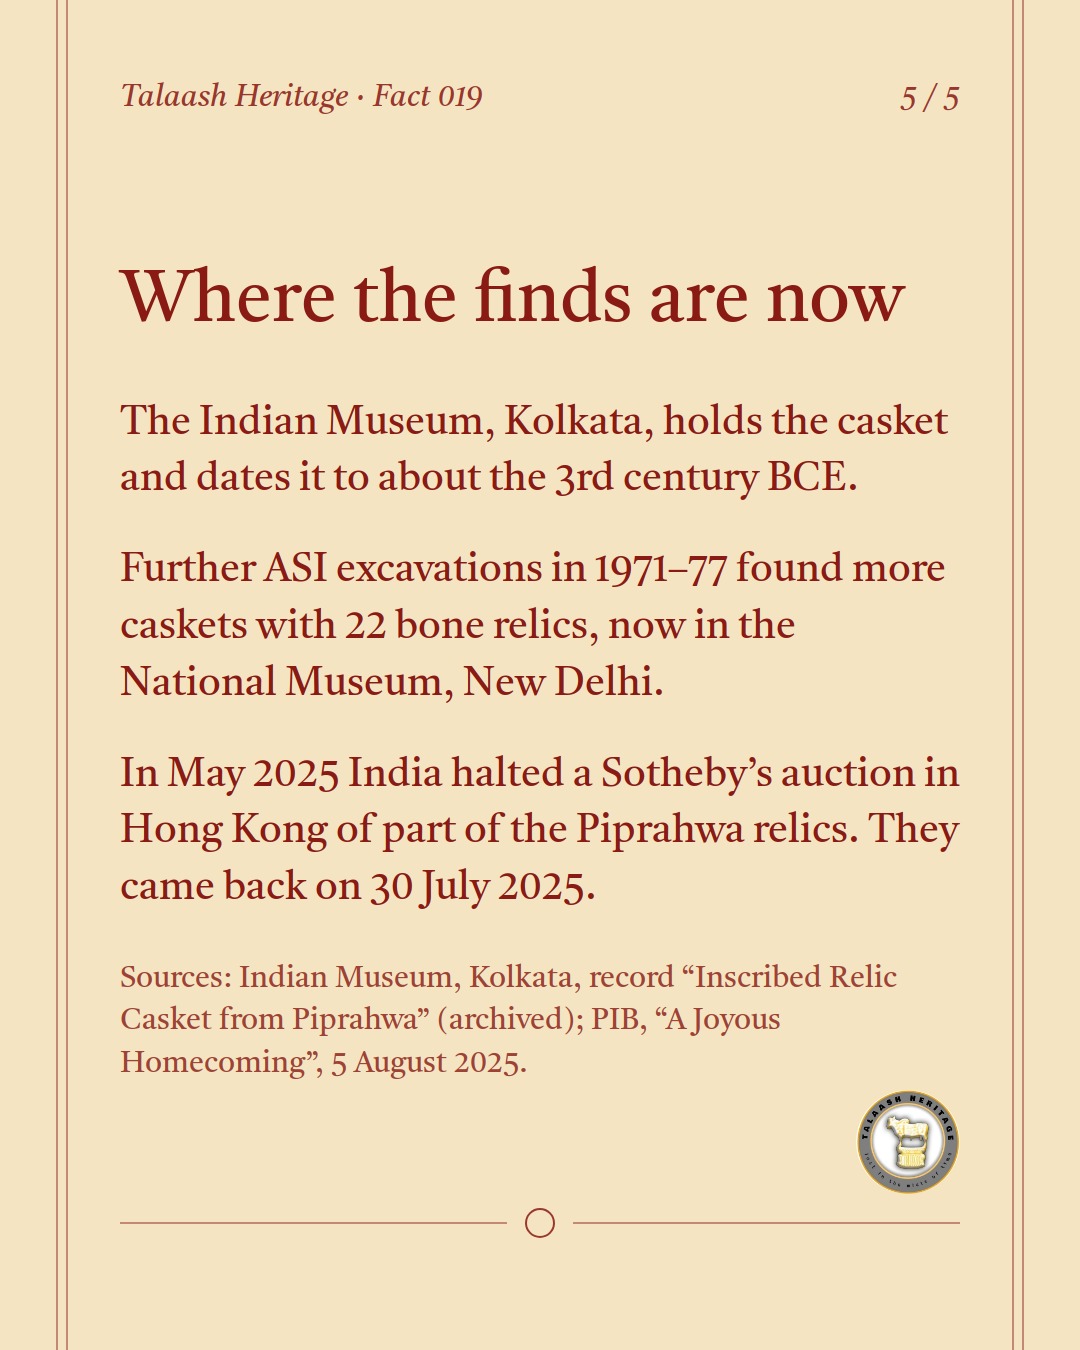 Talaash Heritage · Fact 019
5 / 5
Where the finds are now
The Indian Museum, Kolkata, holds the casket
and dates it to about the 3rd century BCE.
Further ASI excavations in 1971–77 found more
caskets with 22 bone relics, now in the
National Museum, New Delhi.
In May 2025 India halted a Sotheby’s auction in
Hong Kong of part of the Piprahwa relics. They
came back on 30 July 2025.
Sources: Indian Museum, Kolkata, record “Inscribed Relic
Casket from Piprahwa” (archived); PIB, “A Joyous
Homecoming”, 5 August 2025.
TALAASH HERITAGE